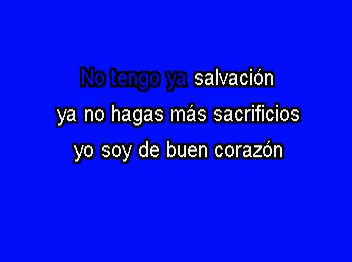 No tengo ya salvación
ya no hagas más sacrificios
yo soy de buen corazón